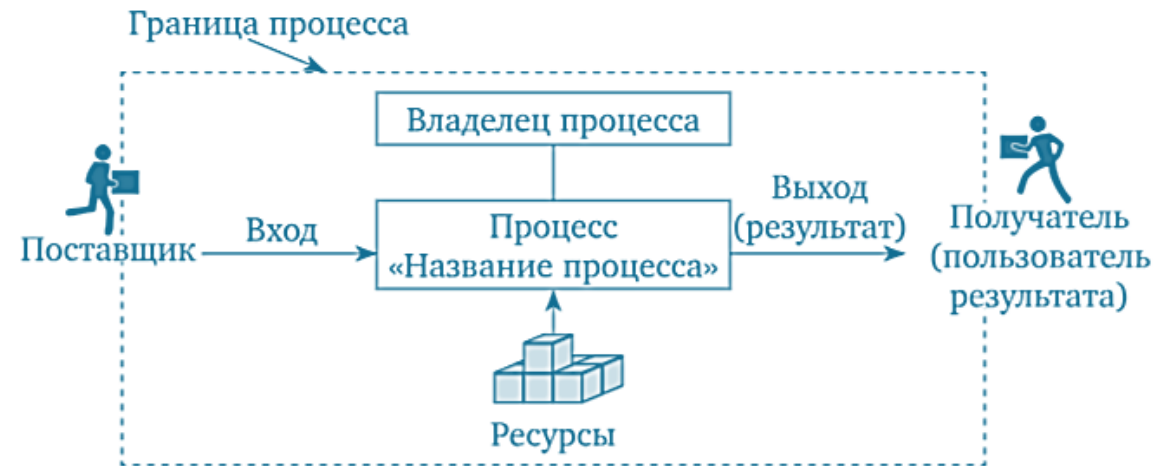 Граница процесса
Владелец процесса
Поставщик
Вход
Процесс
«Название процесса»
Выход
(результат)
Получатель
(пользователь
результата)
Ресурсы